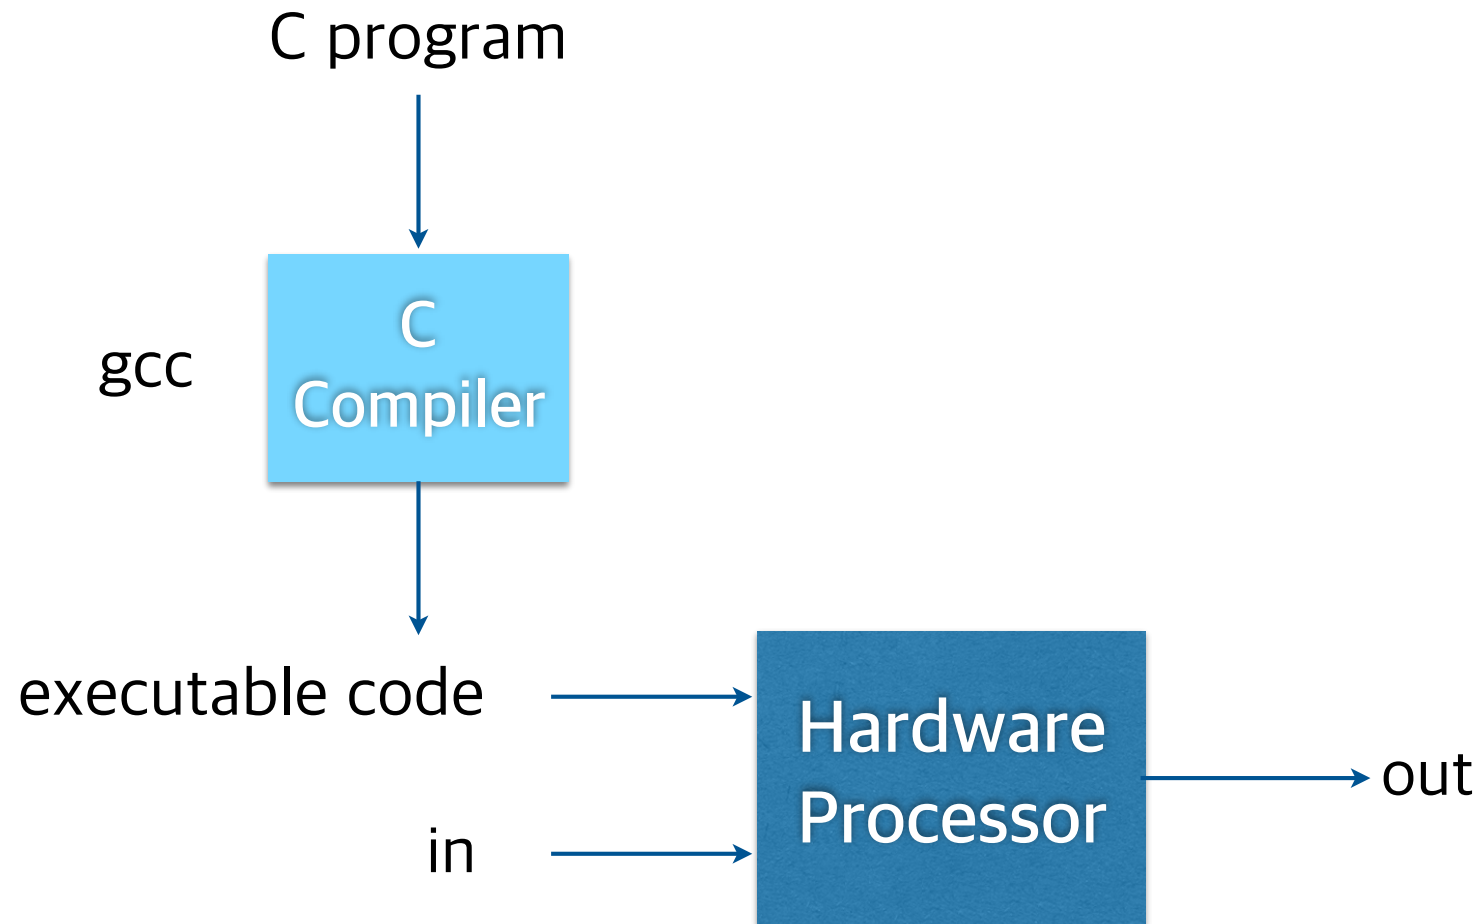 C program
C
Compiler
gcc
executable code
in
Hardware
Processor
out